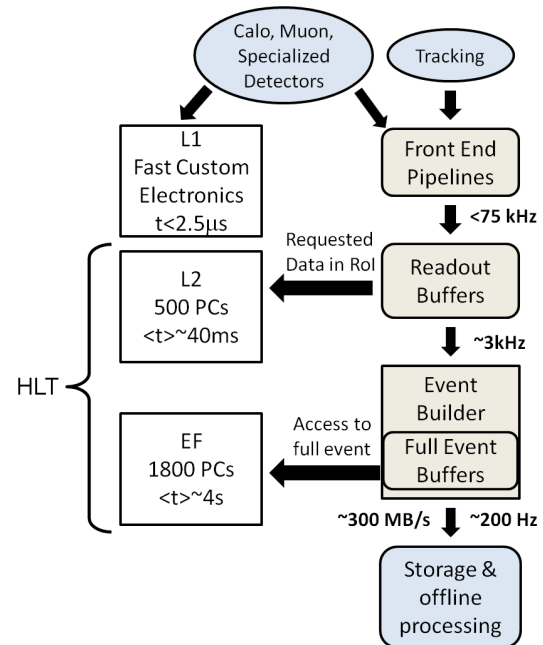 Calo, Muon,
Specialized
Detectors
Tracking
L1
Fast Custom
Electronics
t<2.5μs
Front End
Pipelines
<75 kHz
Requested
Data in RoI
Readout
Buffers
L2
500 PCs
<t>~40ms
~3kHz
HLT
Event
Builder
Full Event
Buffers
Access to
full event
EF
1800 PCs
<t>~4s
~300 MB/s
~200 Hz
Storage &
offline
processing